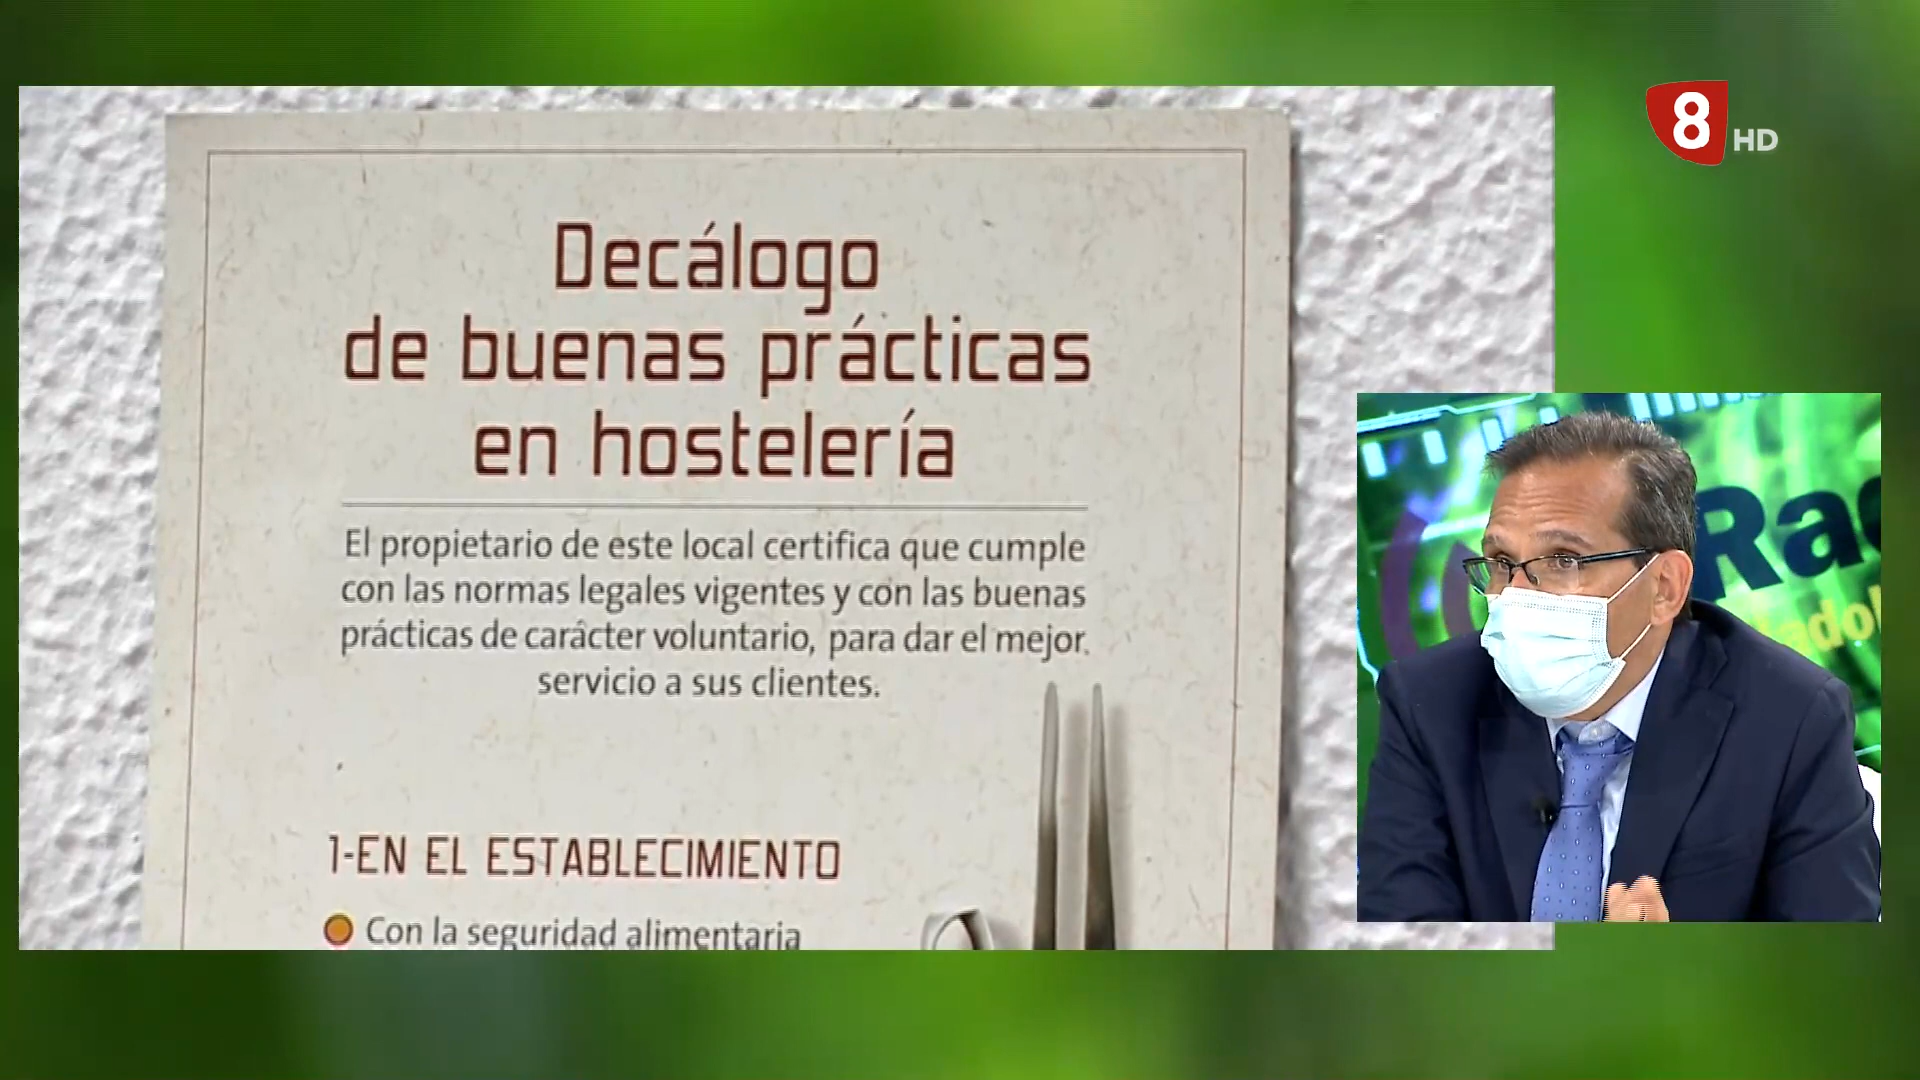 8 HD
Decálogo
de buenas prácticas
en hostelería
El propietario de este local certifica que cumple
con las normas legales vigentes y con las buenas
prácticas de carácter voluntario, para dar el mejor
servicio a sus clientes.
1-EN EL ESTABLECIMIENTO
Con la seguridad alimentaria